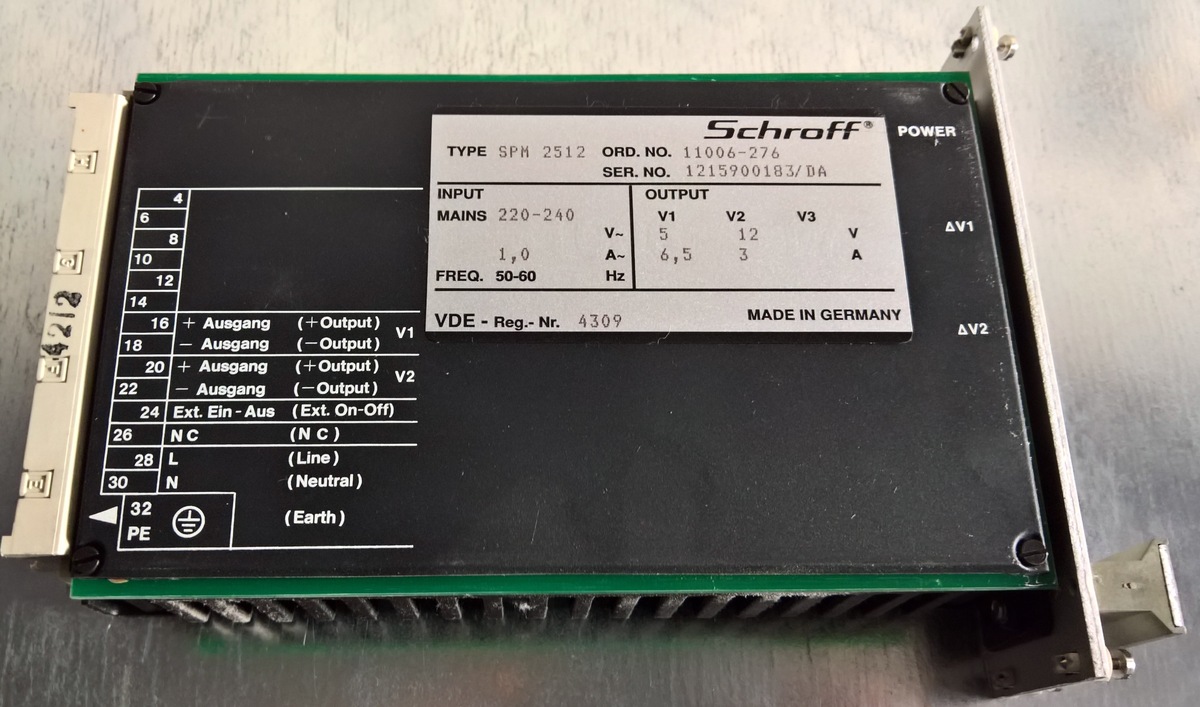 Schroff®
POWER
TYPE SPM 2512 ORD. NO. 11006-276
SER. NO. 1215900183/DA
INPUT OUTPUT
MAINS 220-240 V1 V2 V3
V~ 5 12 V
1,0 A~ 6,5 3 A
FREQ. 50-60 Hz
VDE - Reg.- Nr. 4309 MADE IN GERMANY
ΔV1
ΔV2
4
6
8
10
12
14
16 + Ausgang (+Output) V1
18 − Ausgang (−Output)
20 + Ausgang (+Output) V2
22 − Ausgang (−Output)
24 Ext. Ein-Aus (Ext. On-Off)
26 NC (NC)
28 L (Line)
30 N (Neutral)
32 (Earth)
PE
42/2